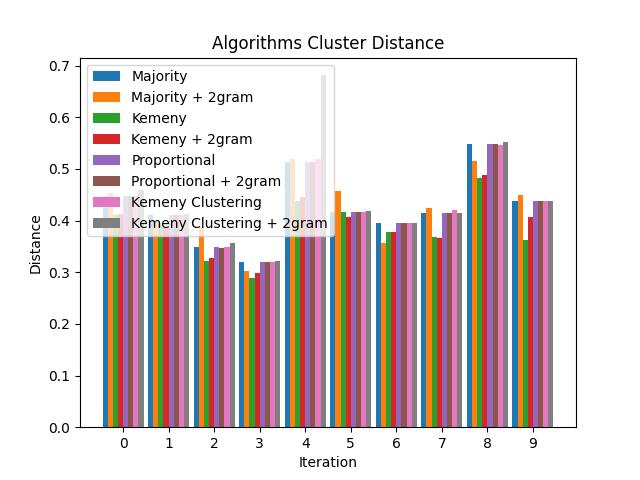 Algorithms Cluster Distance
0.7
0.6
0.5
0.4
0.3
0.2
0.1
0.0
Distance
Majority
Majority + 2gram
Kemeny
Kemeny + 2gram
Proportional
Proportional + 2gram
Kemeny Clustering
Kemeny Clustering + 2gram
0 1 2 3 4 5 6 7 8 9
Iteration